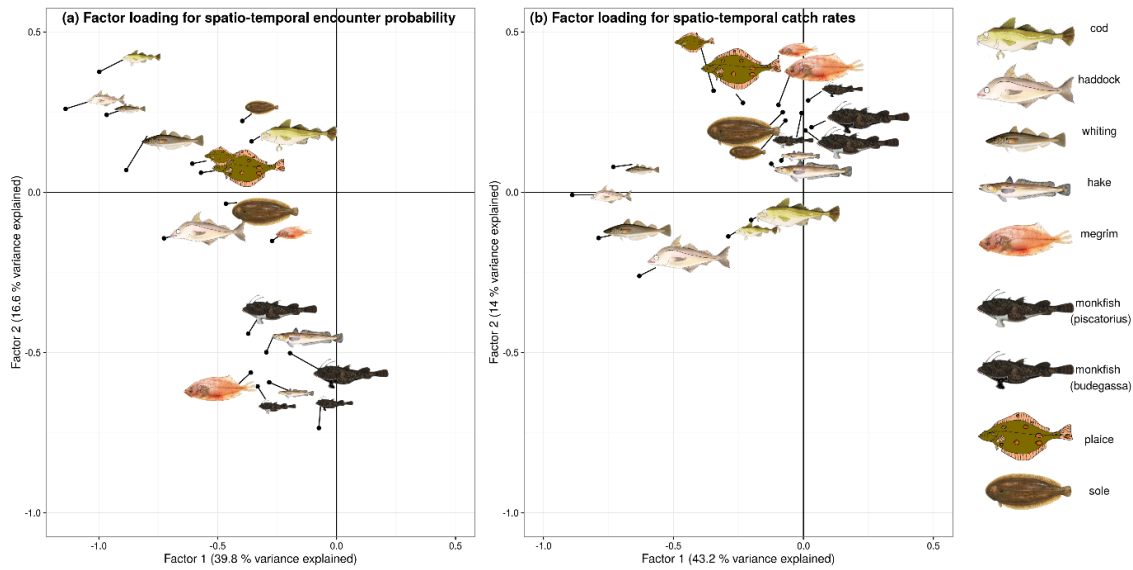 (a) Factor loading for spatio-temporal encounter probability
(b) Factor loading for spatio-temporal catch rates
0.5
0.0
-0.5
-1.0
Factor 2 (16.6 % variance explained)
-1.0
-0.5
0.0
0.5
Factor 1 (39.8 % variance explained)
0.5
0.0
-0.5
-1.0
Factor 2 (14 % variance explained)
-1.0
-0.5
0.0
0.5
Factor 1 (43.2 % variance explained)
cod
haddock
whiting
hake
megrim
monkfish
(piscatorius)
monkfish
(budegassa)
plaice
sole